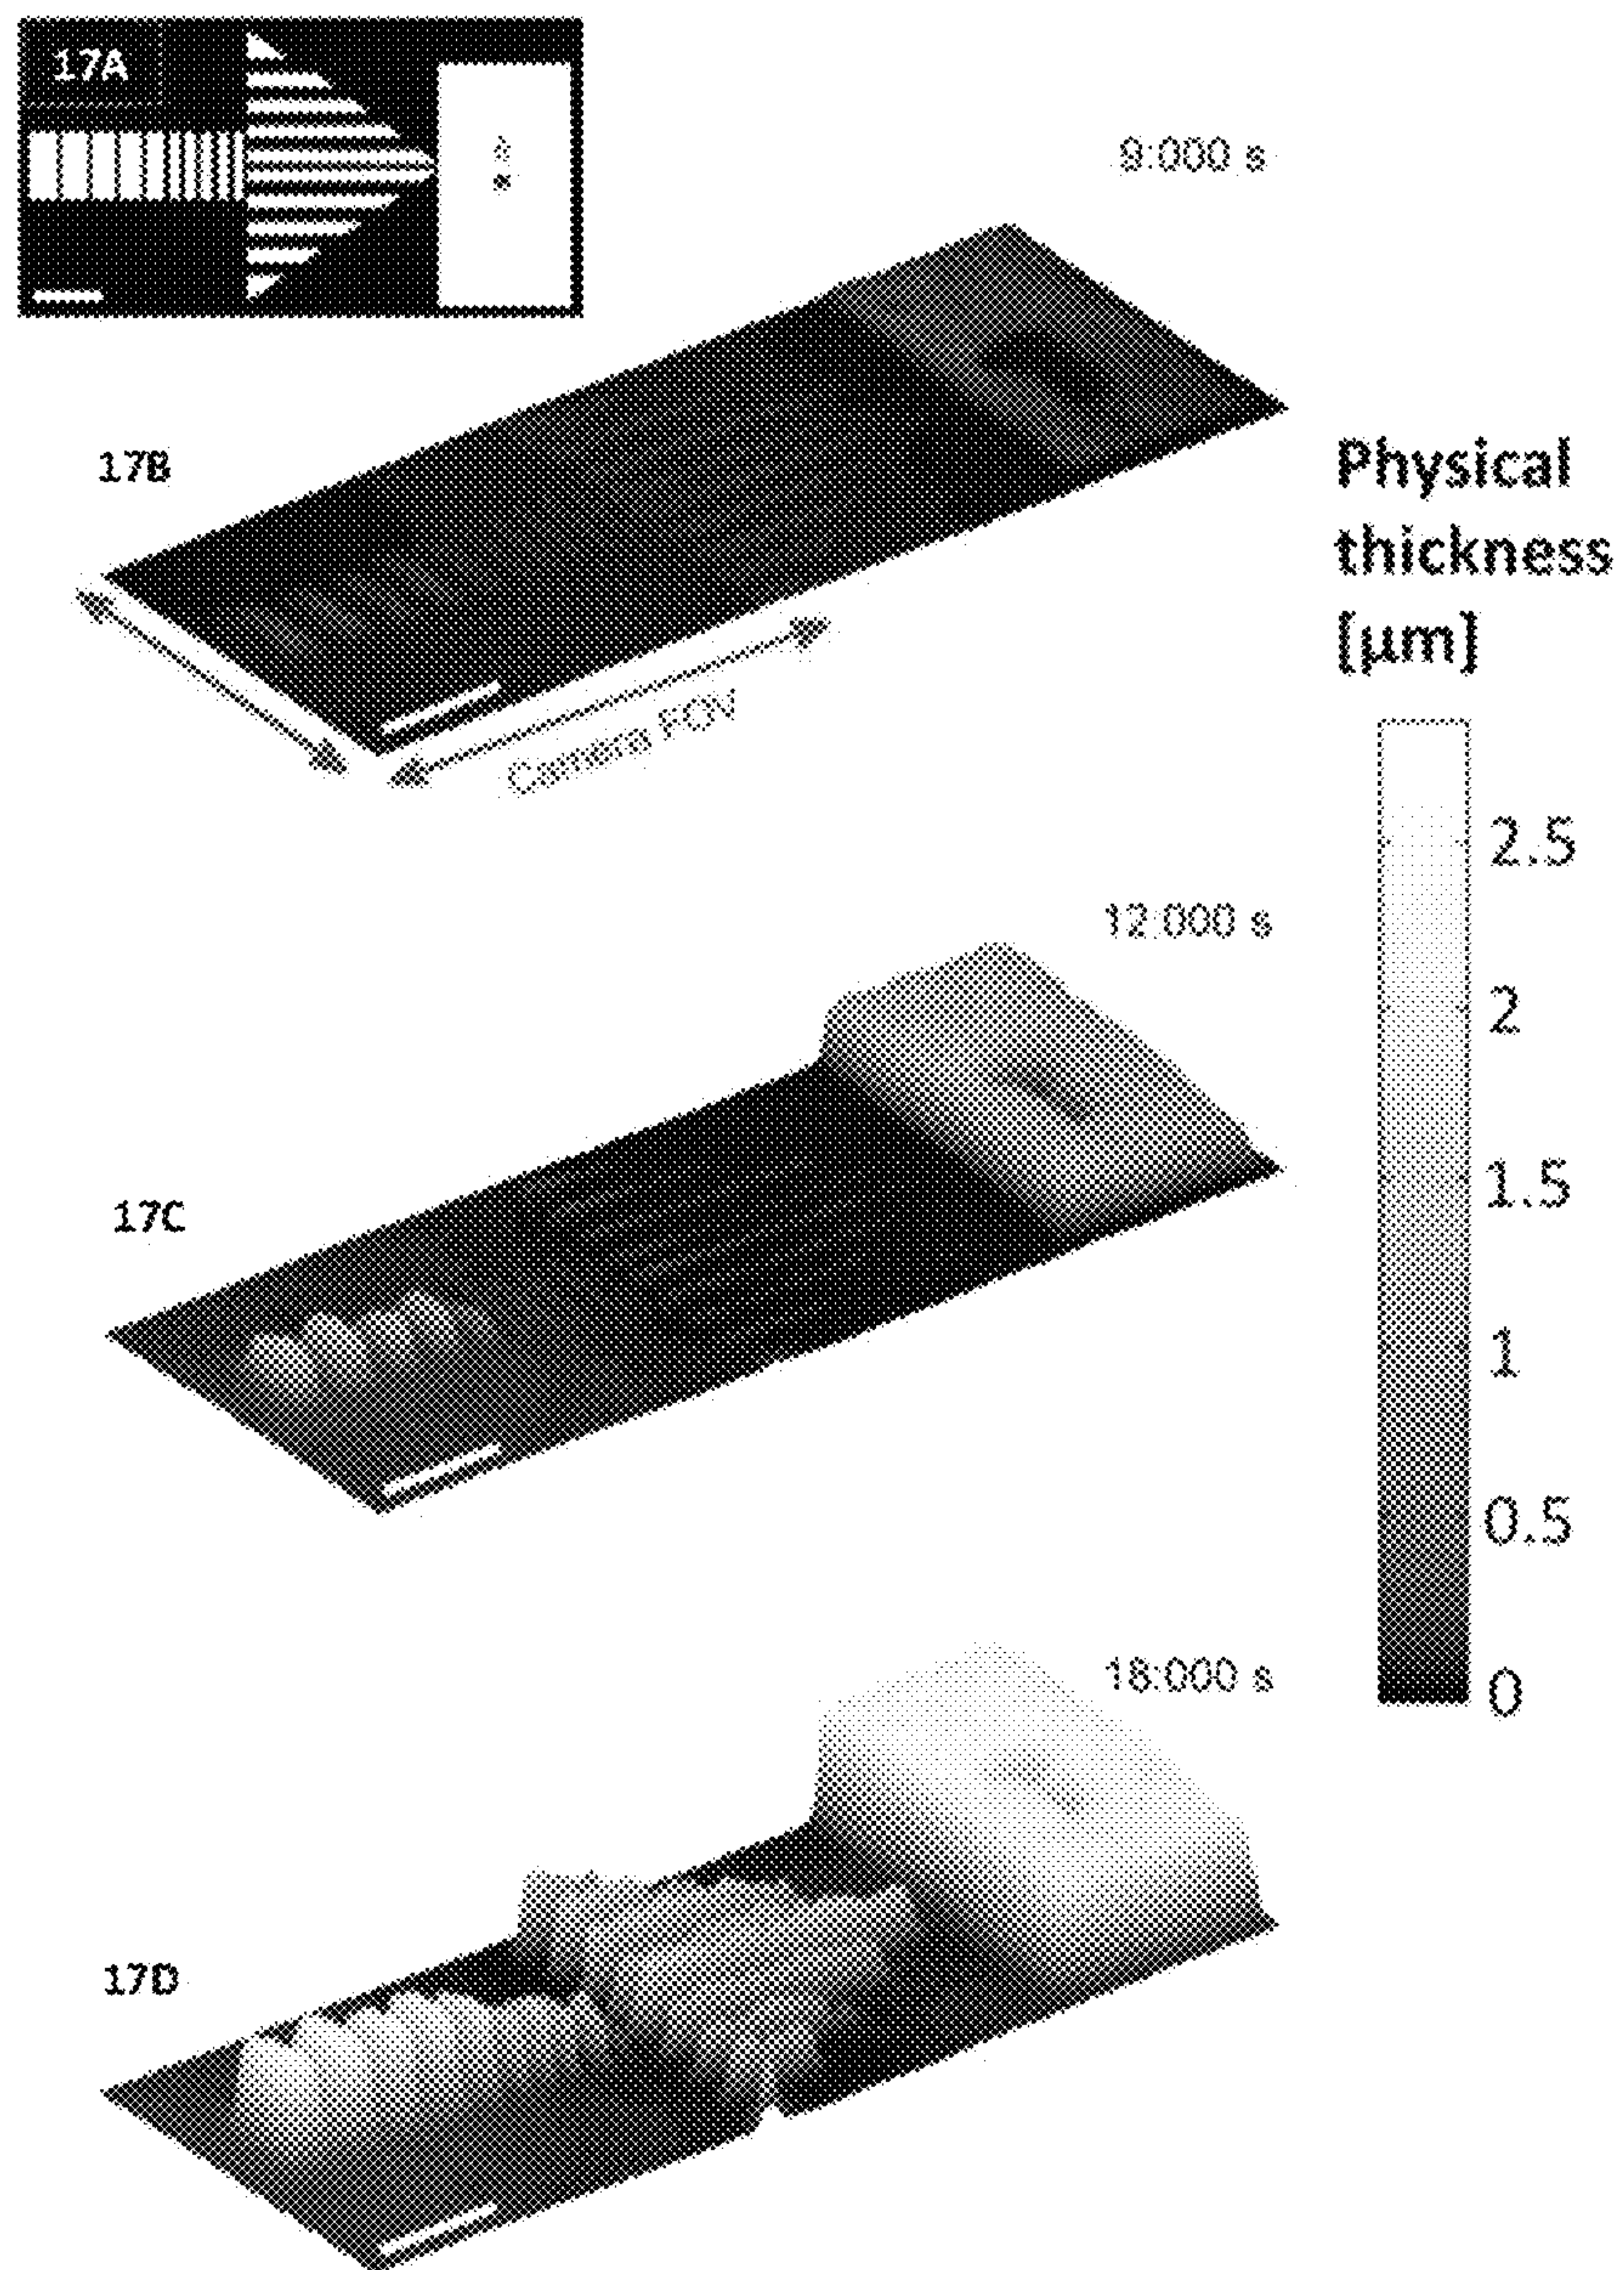 17A
9:000 s
17B
Camera FOV
Physical
thickness
[μm]
2.5
2
1.5
1
0.5
0
12:000 s
17C
18:000 s
17D